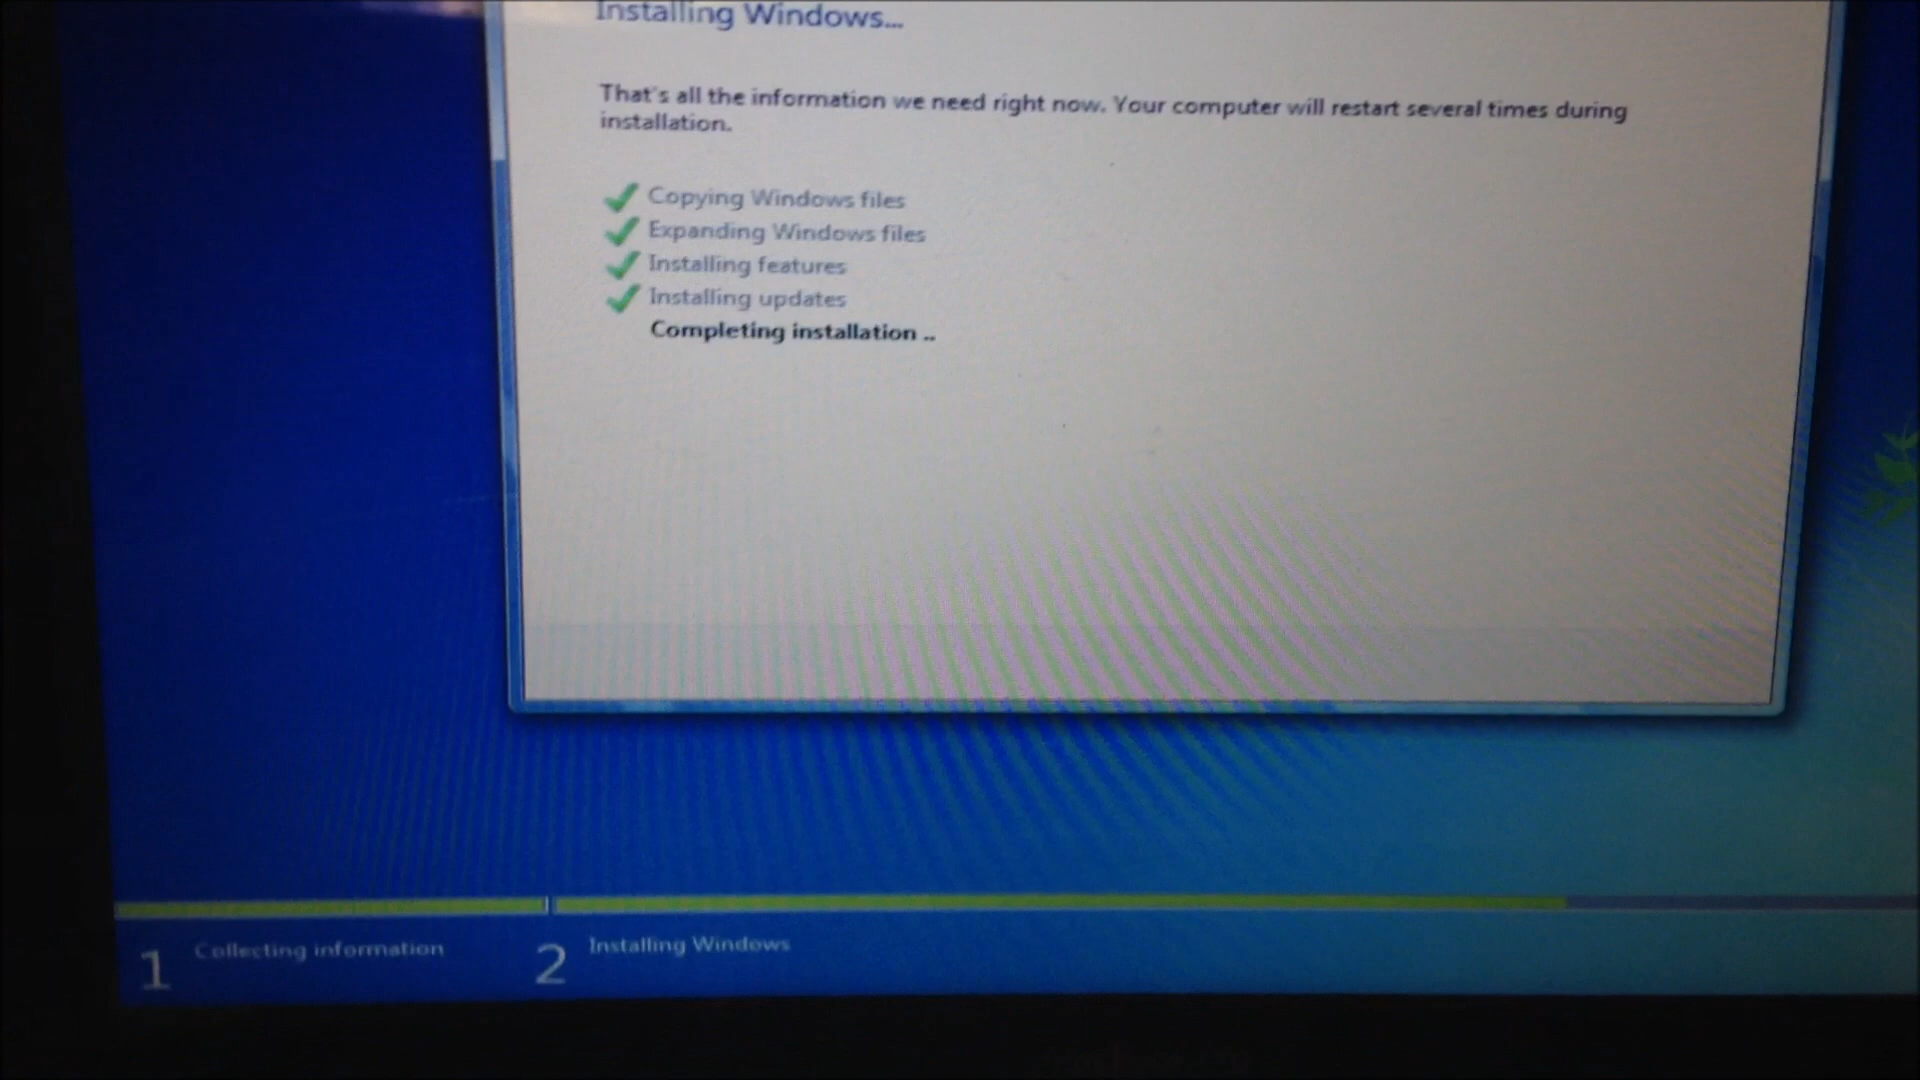 Installing Windows...
That's all the information we need right now. Your computer will restart several times during
installation.
Copying Windows files
Expanding Windows files
Installing features
Installing updates
Completing installation ..
1 Collecting information
2 Installing Windows